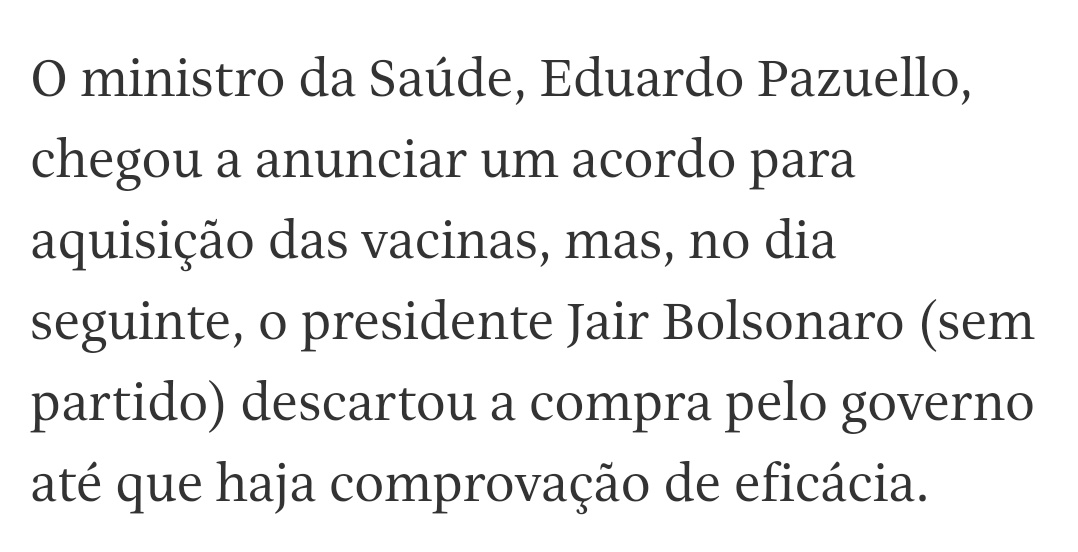 O ministro da Saúde, Eduardo Pazuello,
chegou a anunciar um acordo para
aquisição das vacinas, mas, no dia
seguinte, o presidente Jair Bolsonaro (sem
partido) descartou a compra pelo governo
até que haja comprovação de eficácia.